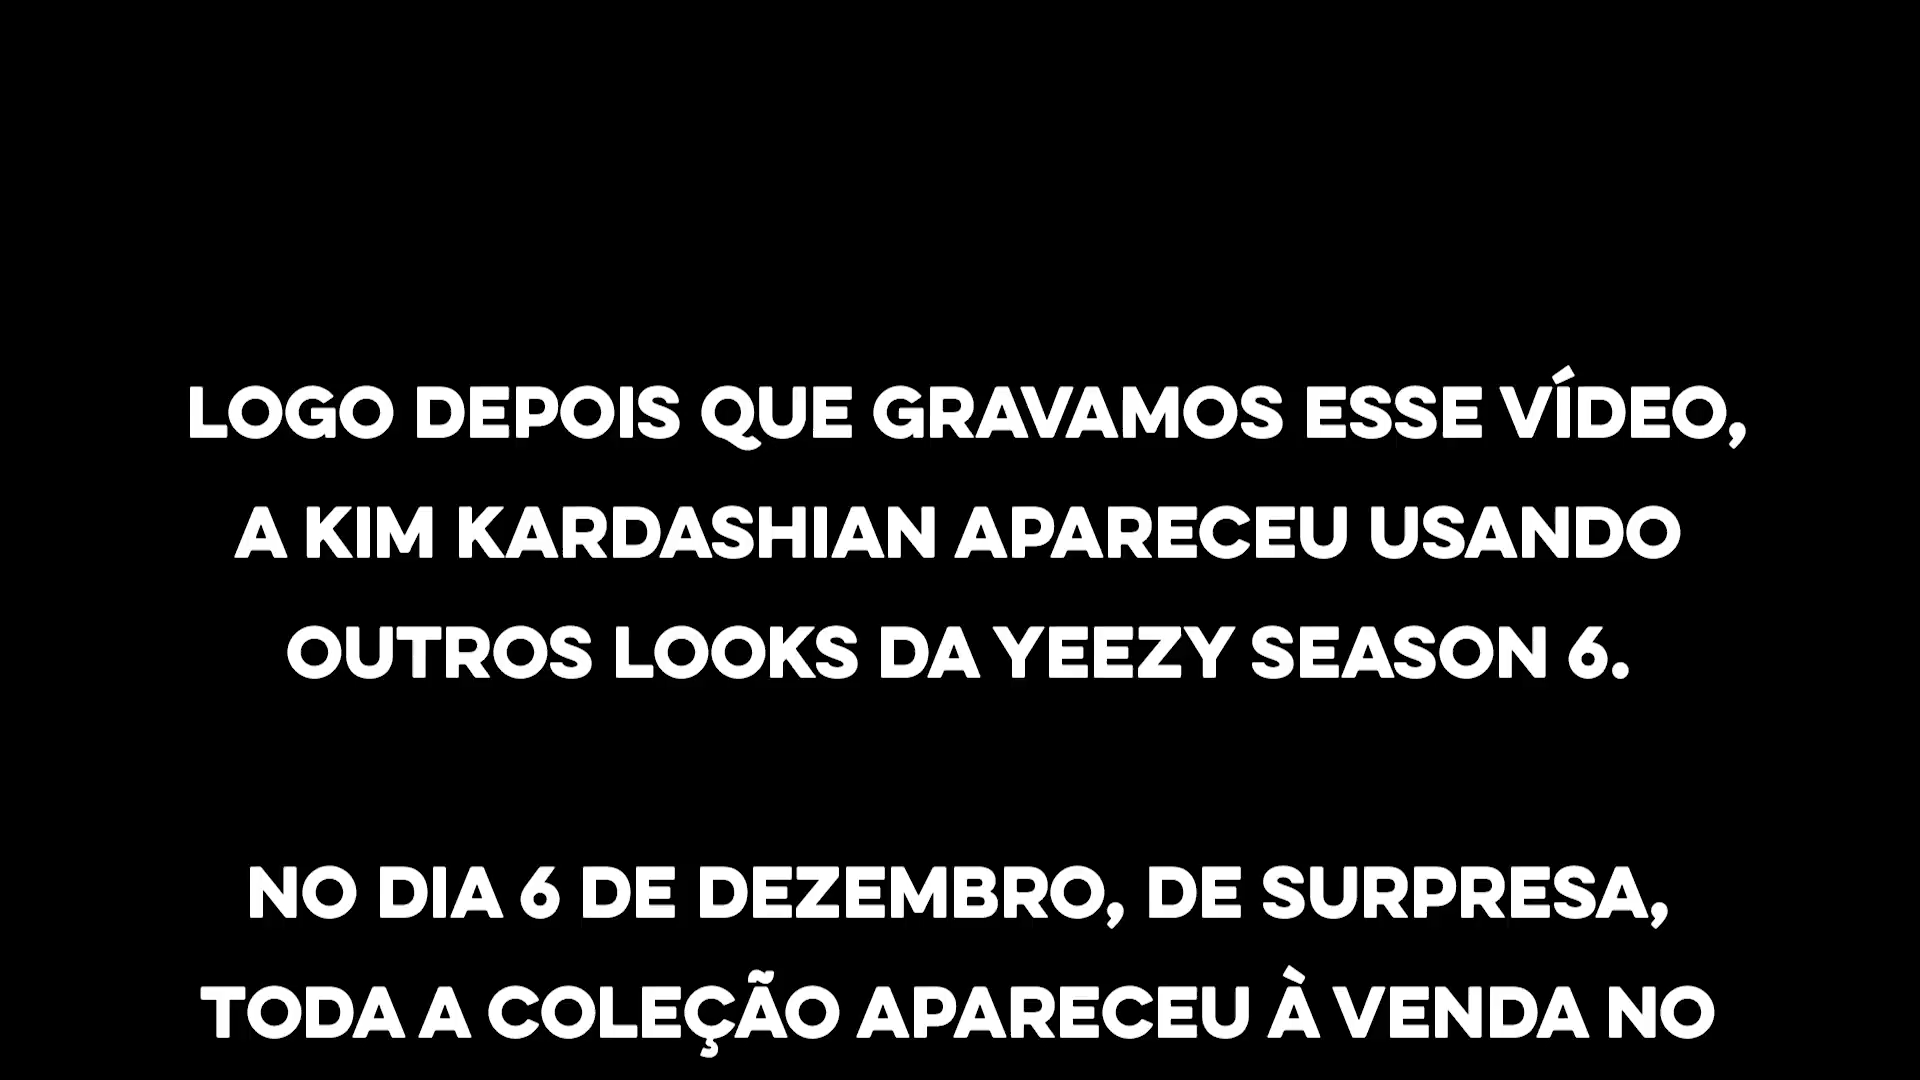 LOGO DEPOIS QUE GRAVAMOS ESSE VÍDEO,
A KIM KARDASHIAN APARECEU USANDO
OUTROS LOOKS DA YEEZY SEASON 6.
NO DIA 6 DE DEZEMBRO, DE SURPRESA,
TODA A COLEÇÃO APARECEU À VENDA NO